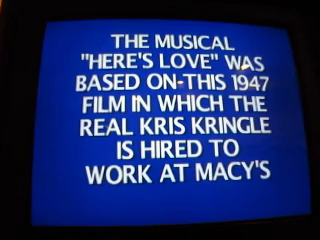 THE MUSICAL
"HERE'S LOVE" WAS
BASED ON THIS 1947
FILM IN WHICH THE
REAL KRIS KRINGLE
IS HIRED TO
WORK AT MACY'S